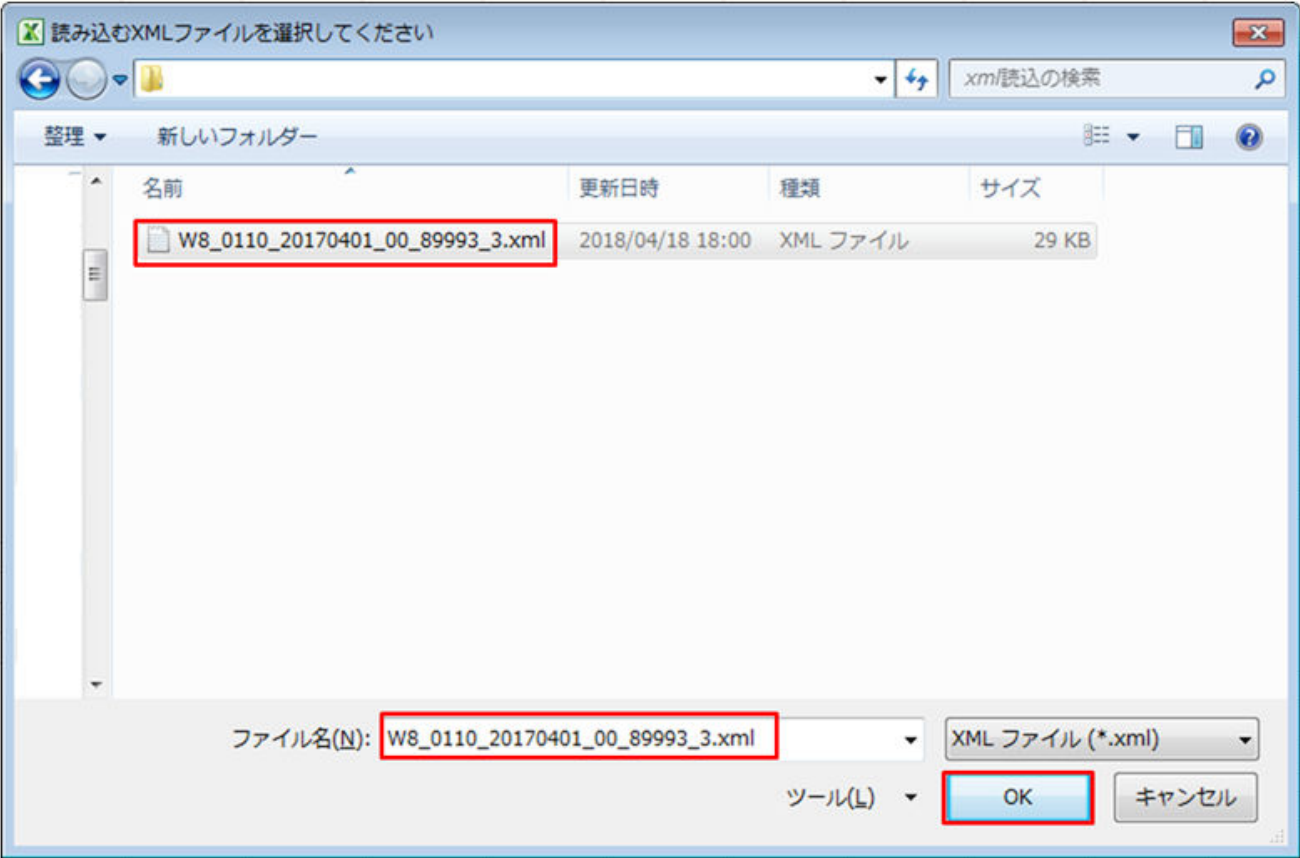 読み込むXMLファイルを選択してください
xml読込の検索
整理 新しいフォルダー
名前 更新日時 種類 サイズ
W8_0110_20170401_00_89993_3.xml 2018/04/18 18:00 XML ファイル 29 KB
ファイル名(N): W8_0110_20170401_00_89993_3.xml XML ファイル (*.xml)
ツール(L) OK キャンセル